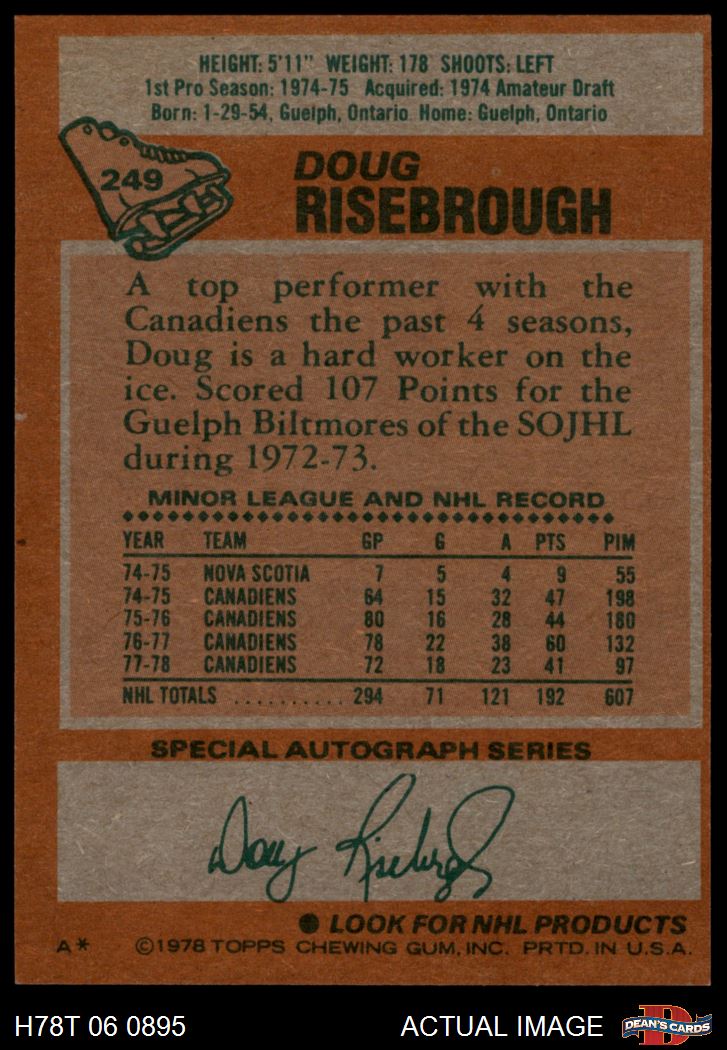 HEIGHT: 5'11" WEIGHT: 178 SHOOTS: LEFT
1st Pro Season: 1974-75 Acquired: 1974 Amateur Draft
Born: 1-29-54, Guelph, Ontario Home: Guelph, Ontario
249
DOUG
RISEBROUGH
A top performer with the
Canadiens the past 4 seasons,
Doug is a hard worker on the
ice. Scored 107 Points for the
Guelph Biltmores of the SOJHL
during 1972-73.
MINOR LEAGUE AND NHL RECORD
YEAR TEAM GP G A PTS PIM
74-75 NOVA SCOTIA 7 5 4 9 55
74-75 CANADIENS 64 15 32 47 198
75-76 CANADIENS 80 16 28 44 180
76-77 CANADIENS 78 22 38 60 132
77-78 CANADIENS 72 18 23 41 97
NHL TOTALS .......... 294 71 121 192 607
SPECIAL AUTOGRAPH SERIES
Doug Risebrough
● LOOK FOR NHL PRODUCTS
A* ©1978 TOPPS CHEWING GUM, INC. PRTD. IN U.S.A.
H78T 06 0895 ACTUAL IMAGE D DEAN'S CARDS